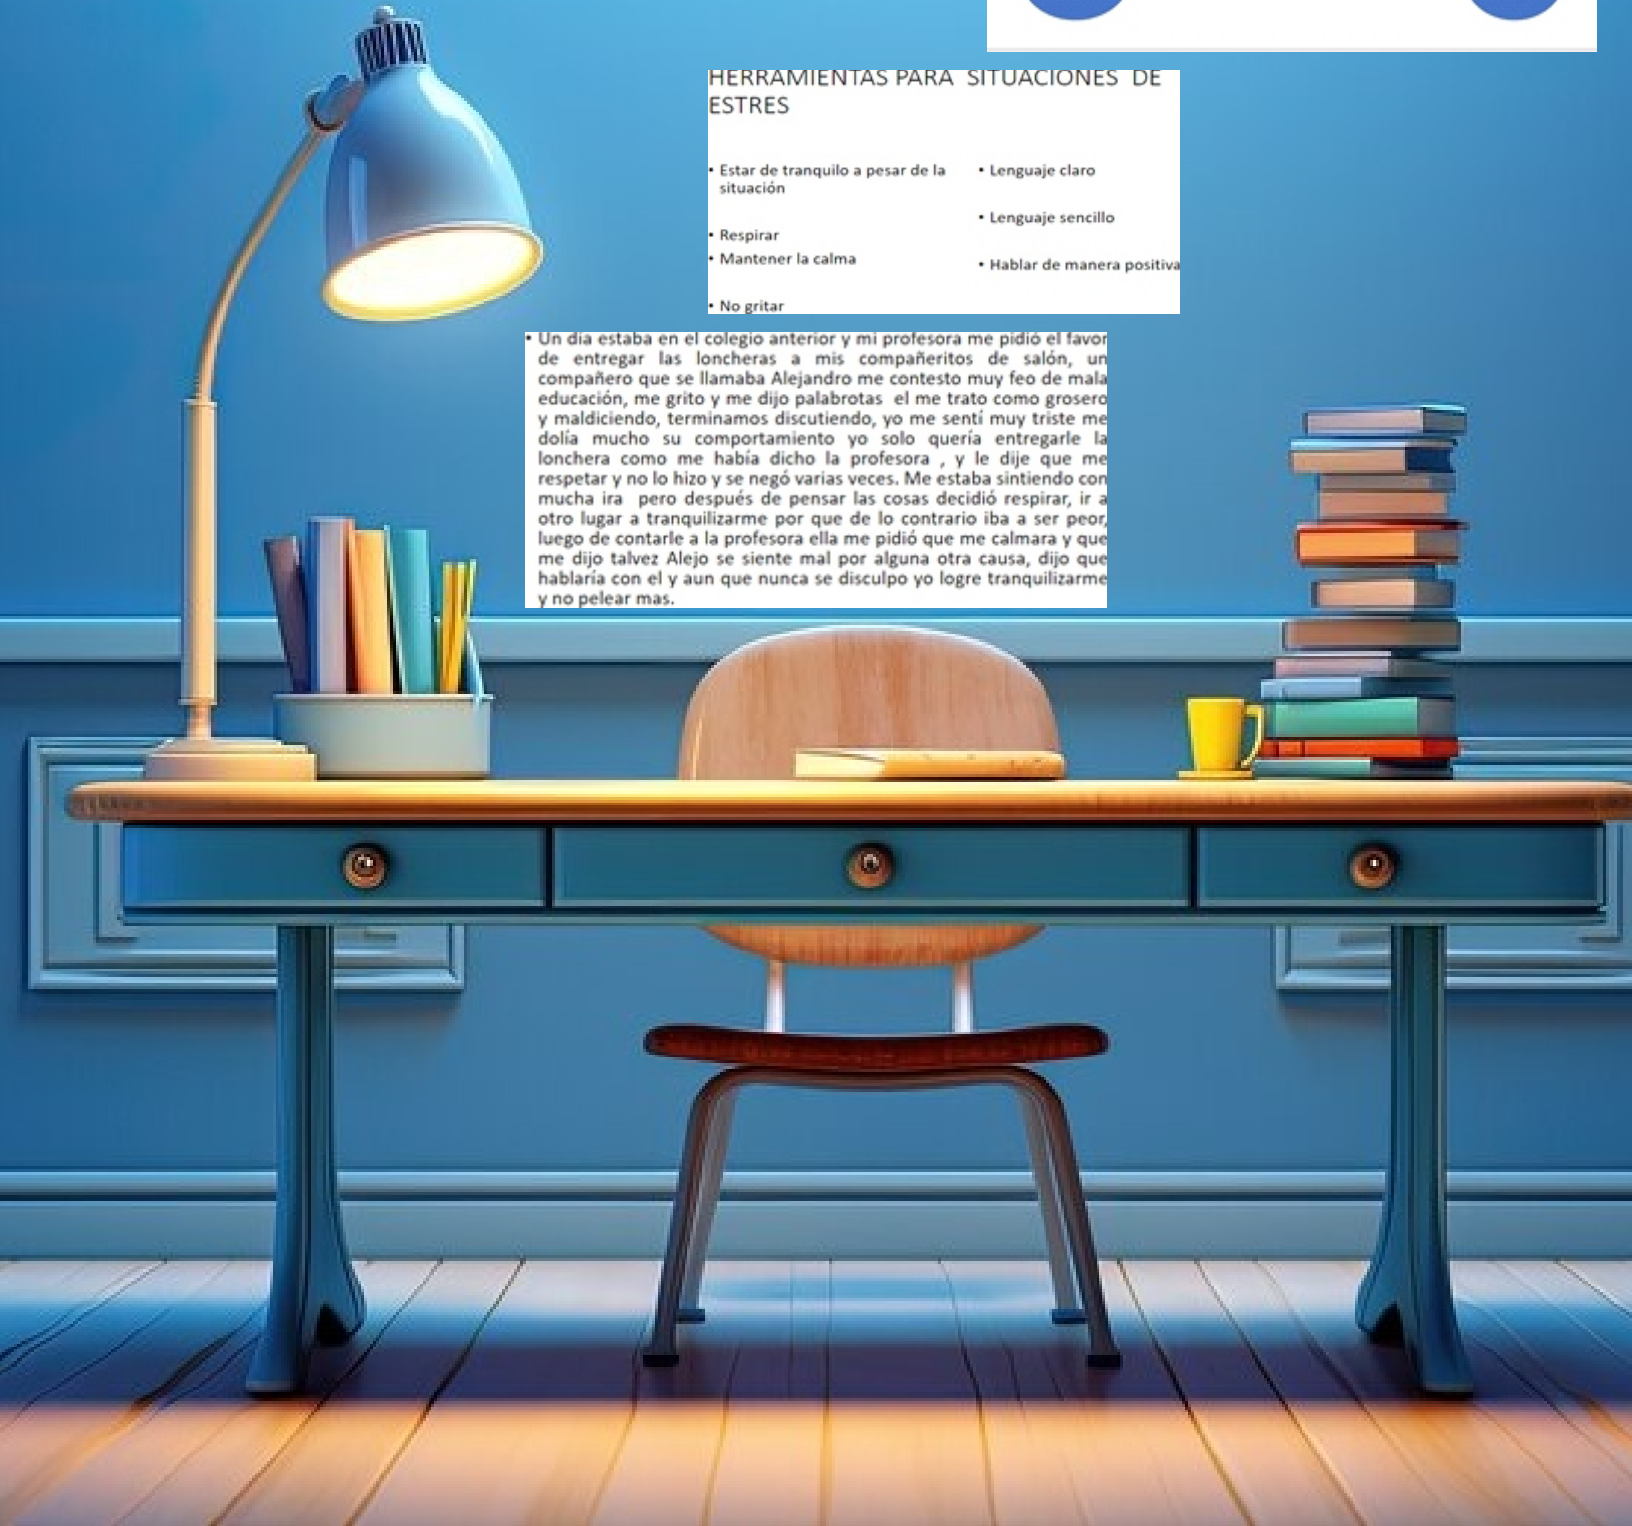 HERRAMIENTAS PARA SITUACIONES DE
ESTRES
• Estar de tranquilo a pesar de la
situación
• Respirar
• Mantener la calma
• No gritar
• Lenguaje claro
• Lenguaje sencillo
• Hablar de manera positiva
• Un día estaba en el colegio anterior y mi profesora me pidió el favor
de entregar las loncheras a mis compañeritos de salón, un
compañero que se llamaba Alejandro me contesto muy feo de mala
educación, me grito y me dijo palabrotas el me trato como grosero
y maldiciendo, terminamos discutiendo, yo me sentí muy triste me
dolía mucho su comportamiento yo solo quería entregarle la
lonchera como me había dicho la profesora , y le dije que me
respetar y no lo hizo y se negó varias veces. Me estaba sintiendo con
mucha ira pero después de pensar las cosas decidió respirar, ir a
otro lugar a tranquilizarme por que de lo contrario iba a ser peor,
luego de contarle a la profesora ella me pidió que me calmara y que
me dijo talvez Alejo se siente mal por alguna otra causa, dijo que
hablaría con el y aun que nunca se disculpo yo logre tranquilizarme
y no pelear mas.